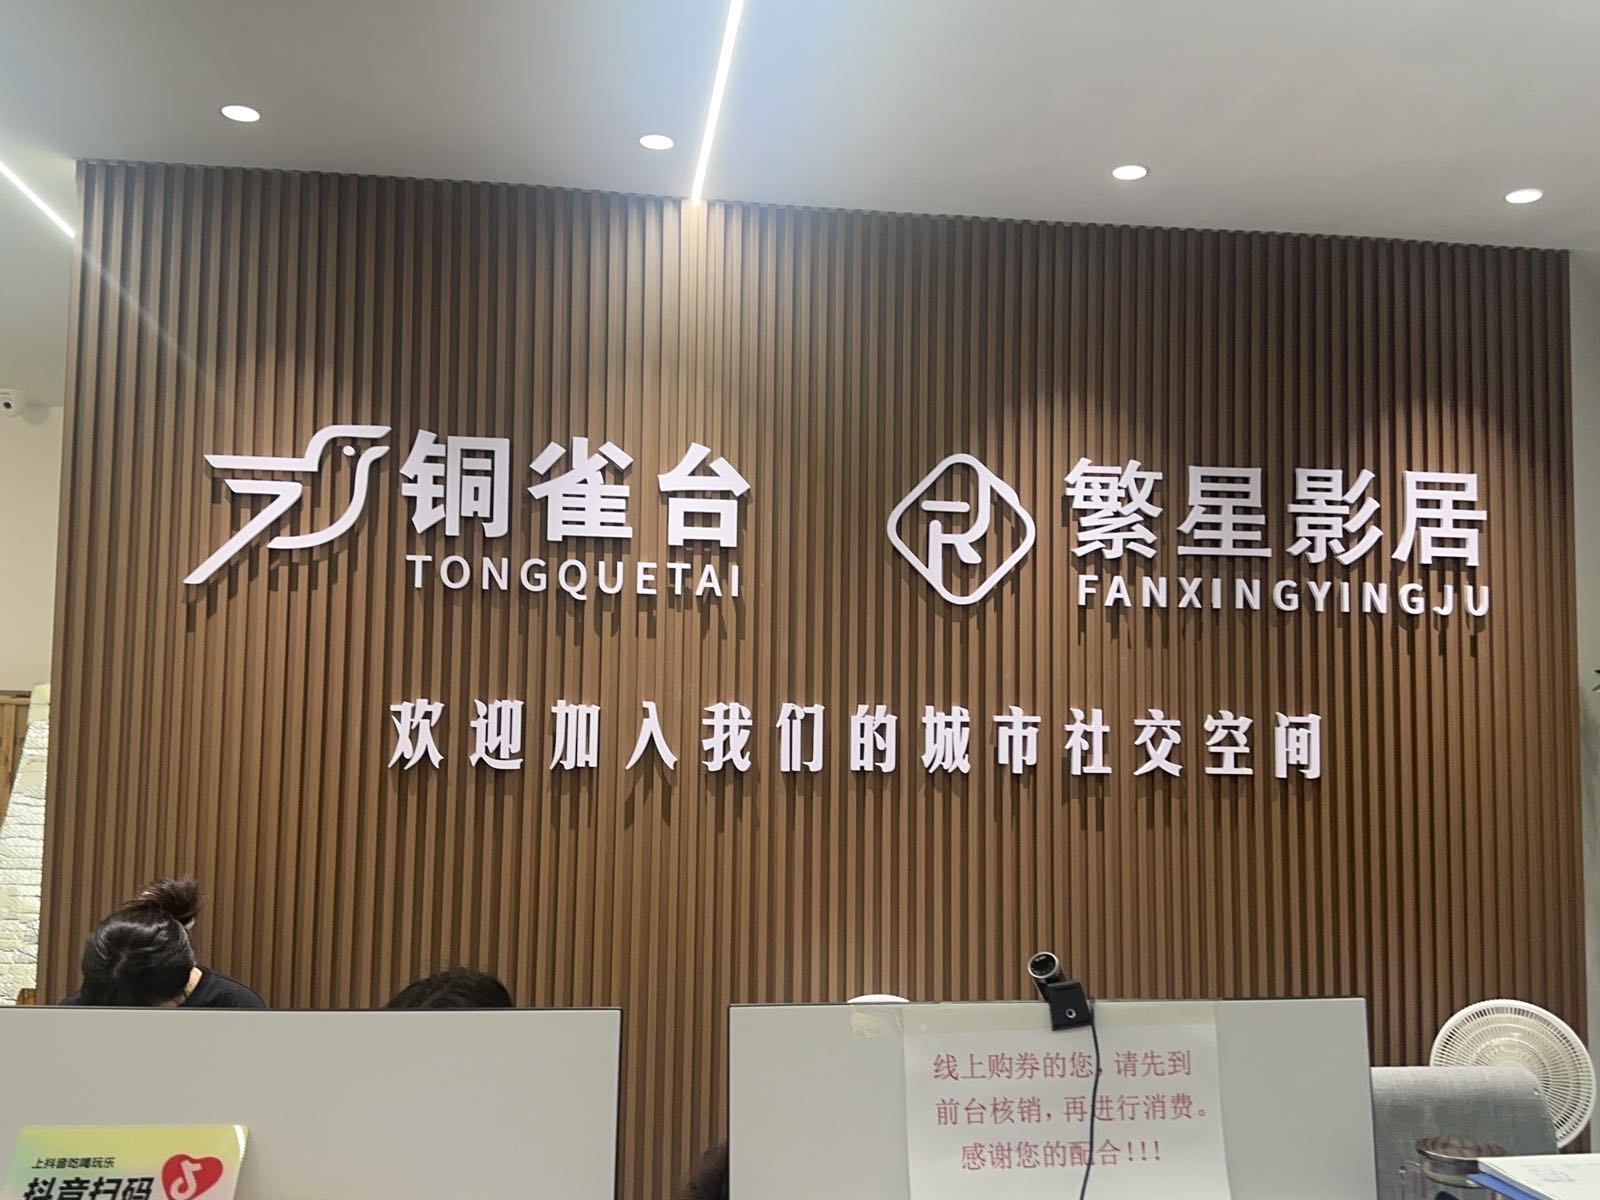 铜雀台
TONGQUETAI
繁星影居
FANXINGYINGJU
欢迎加入我们的城市社交空间
线上购券的您，请先到
前台核销，再进行消费。
感谢您的配合！！！
上抖音吃喝玩乐
抖音扫码